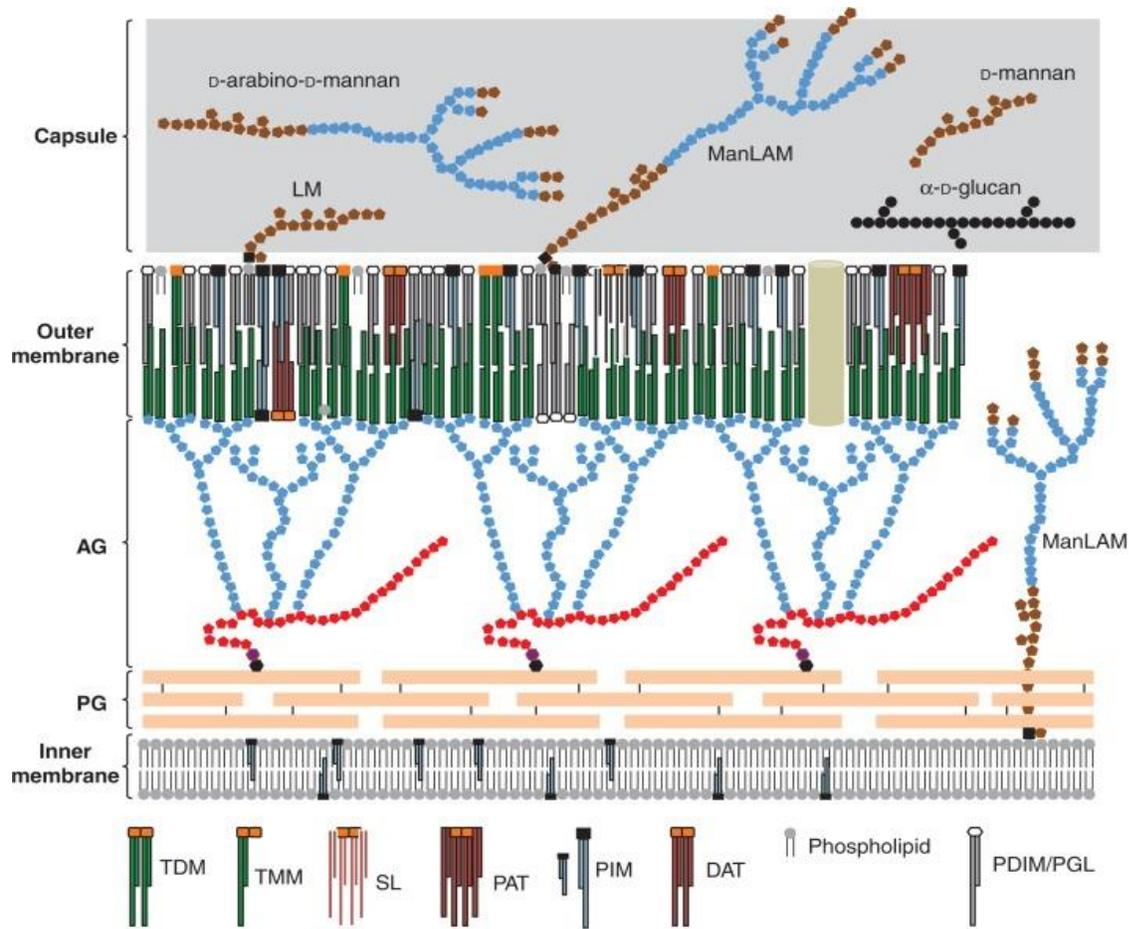 D-arabino-D-mannan
D-mannan
Capsule
ManLAM
LM
α-D-glucan
Outer
membrane
AG
ManLAM
PG
Inner
membrane
TDM
TMM
SL
PAT
PIM
DAT
Phospholipid
PDIM/PGL